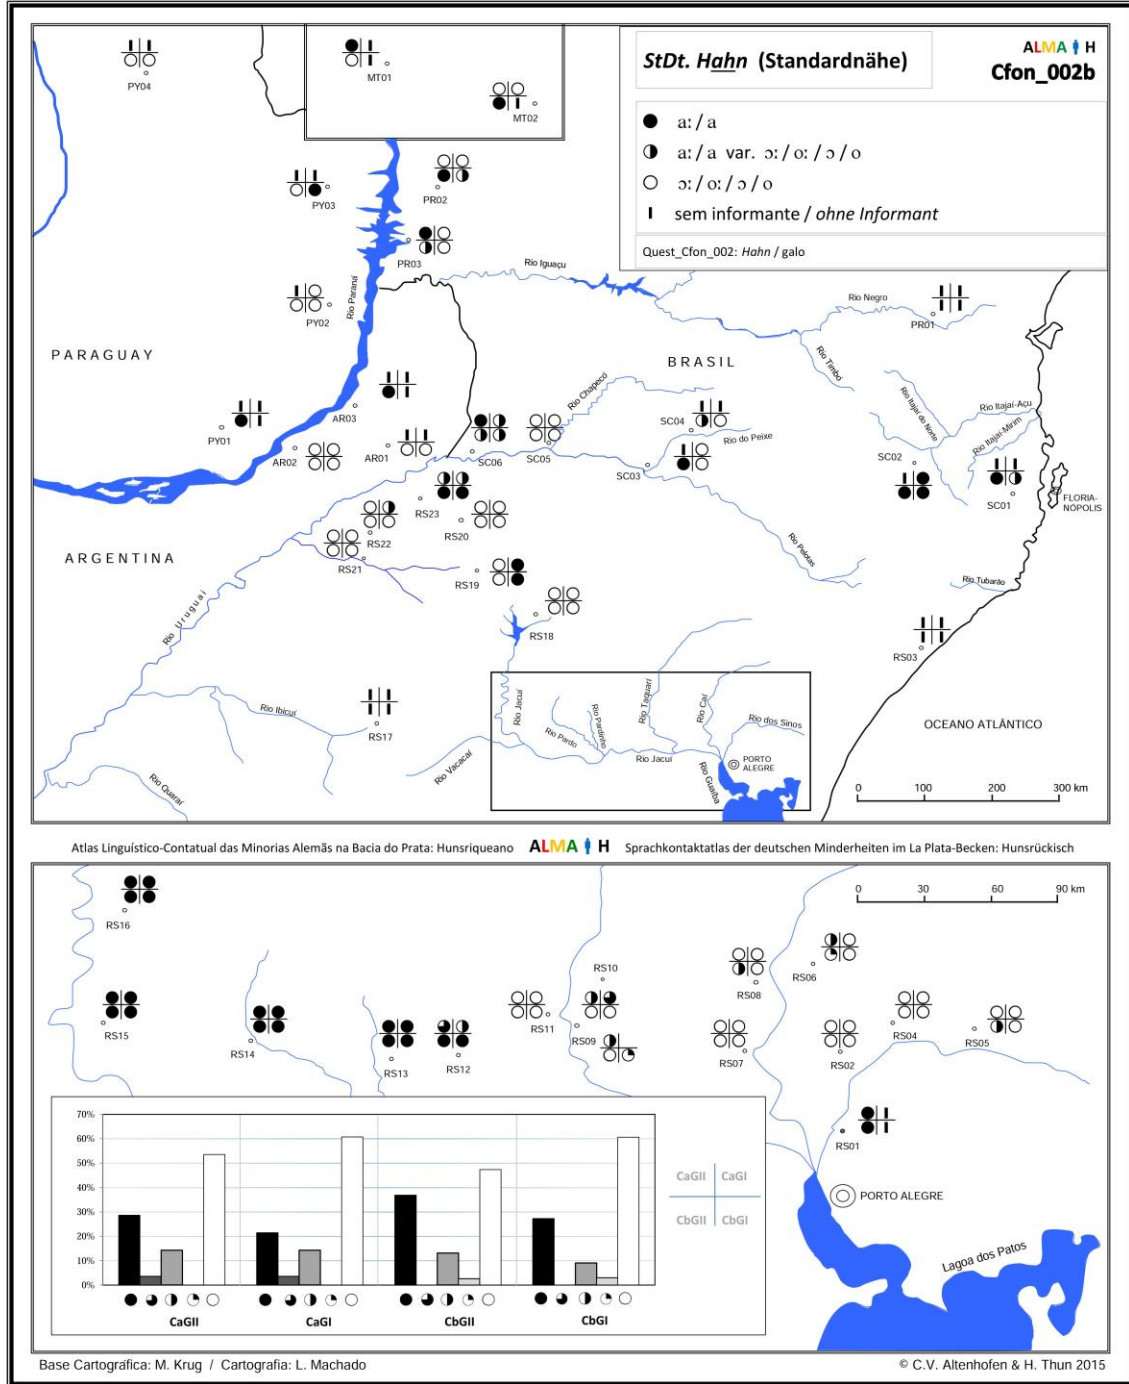 StDt. Hahn (Standardnähe)
ALMA H
Cfon_002b
aː / a
aː / a var. ɔː / oː / ɔ / o
ɔː / oː / ɔ / o
sem informante / ohne Informant
Quest_Cfon_002: Hahn / galo
PY04
MT01
MT02
PY03
PR02
PR03
Rio Iguaçu
PY02
Rio Paraná
Rio Negro
PR01
PARAGUAY
BRASIL
Rio Timbó
Rio Chapecó
Rio Itajaí do Norte
Rio Itajaí-Açu
Rio Itajaí-Mirim
AR03
PY01
SC04
Rio do Peixe
AR02
AR01
SC06
SC05
SC03
SC02
SC01
FLORIA-
NÓPOLIS
RS23
RS22
RS20
Rio Pelotas
ARGENTINA
RS21
RS19
Rio Tubarão
Rio Uruguai
RS18
RS03
Rio Ibicuí
RS17
Rio Jacuí
Rio Taquarí
Rio Caí
Rio dos Sinos
Rio Pardo
Rio Pardinho
OCEANO ATLÂNTICO
Rio Vacacaí
Rio Jacuí
Rio Guaíba
PORTO
ALEGRE
Rio Quaraí
0 100 200 300 km
Atlas Linguístico-Contatual das Minorias Alemãs na Bacia do Prata: Hunsriqueano ALMA H Sprachkontaktatlas der deutschen Minderheiten im La Plata-Becken: Hunsrückisch
0 30 60 90 km
RS16
RS10
RS08
RS06
RS15
RS14
RS13
RS12
RS11
RS09
RS07
RS02
RS04
RS05
RS01
PORTO ALEGRE
Lagoa dos Patos
70%
60%
50%
40%
30%
20%
10%
0%
CaGII CaGI CbGII CbGI
CaGII CaGI
CbGII CbGI
Base Cartográfica: M. Krug / Cartografia: L. Machado
© C.V. Altenhofen & H. Thun 2015